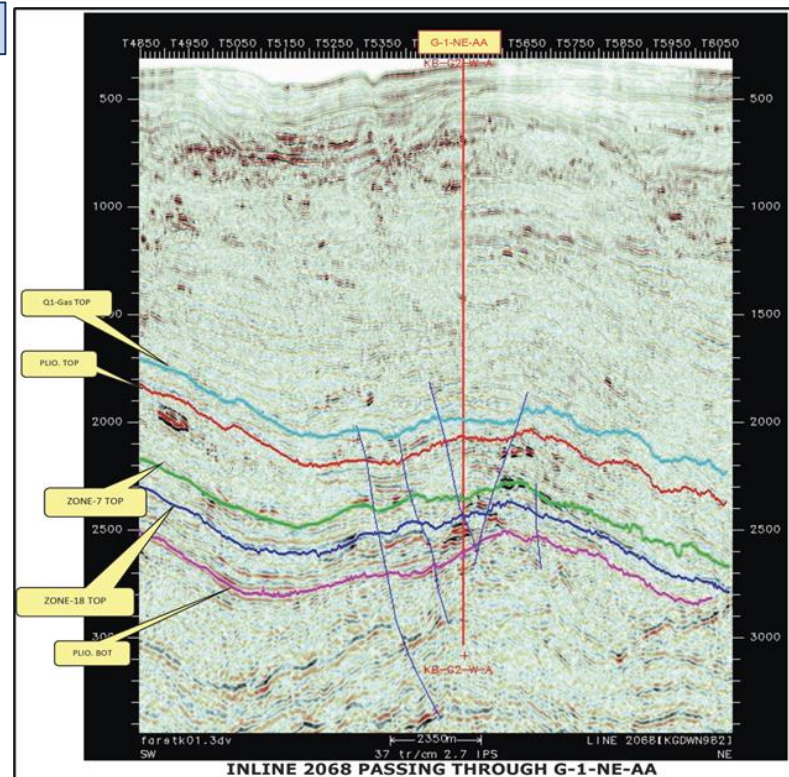 G-1-NE-AA
T4850 T4950 T5050 T5150 T5250 T5350 T5650 T5750 T5850 T5950 T6050
KB-G2-W-A
500 500
1000 1000
Q1-Gas TOP
1500
PLIO. TOP
2000 2000
ZONE-7 TOP
2500 2500
ZONE-18 TOP
PLIO. BOT
3000 3000
KB-G2-W-A
farstk01.3dv 2350m LINE 2068[KGDWN982]
SW 37 tr/cm 2.7 IPS NE
INLINE 2068 PASSING THROUGH G-1-NE-AA